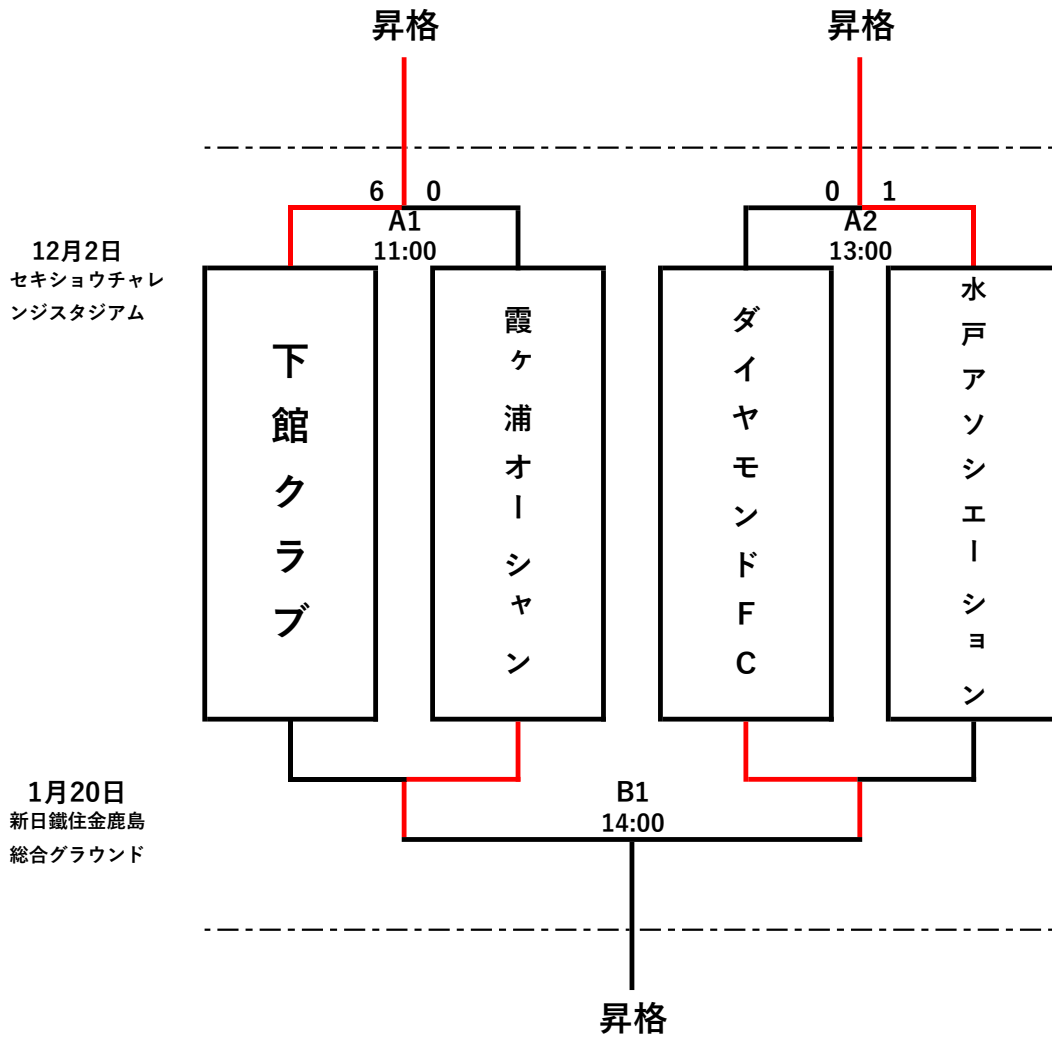 昇格
昇格
6 0
0 1
A1
A2
11:00
13:00
12月2日
セキショウチャレ
ンジスタジアム
下館クラブ
霞ヶ浦オーシャン
ダイヤモンドFC
水戸アソシエーション
1月20日
新日鐵住金鹿島
総合グラウンド
B1
14:00
昇格